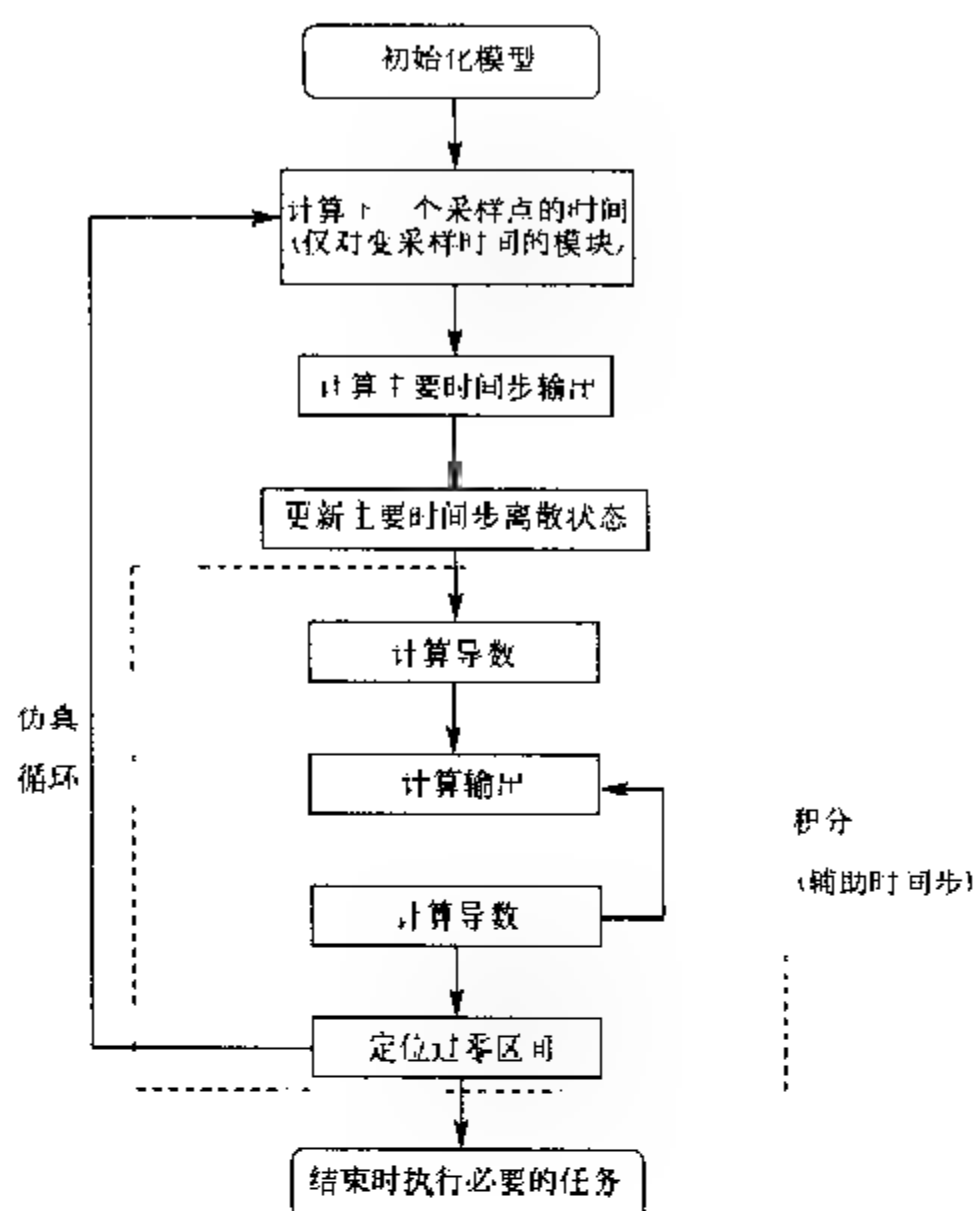 初始化模型
计算下一个采样点的时间
(仅对变采样时间的模块)
计算主要时间步输出
更新主要时间步离散状态
计算导数
仿真
循环
计算输出
积分
(辅助时间步)
计算导数
定位过零区间
结束时执行必要的任务